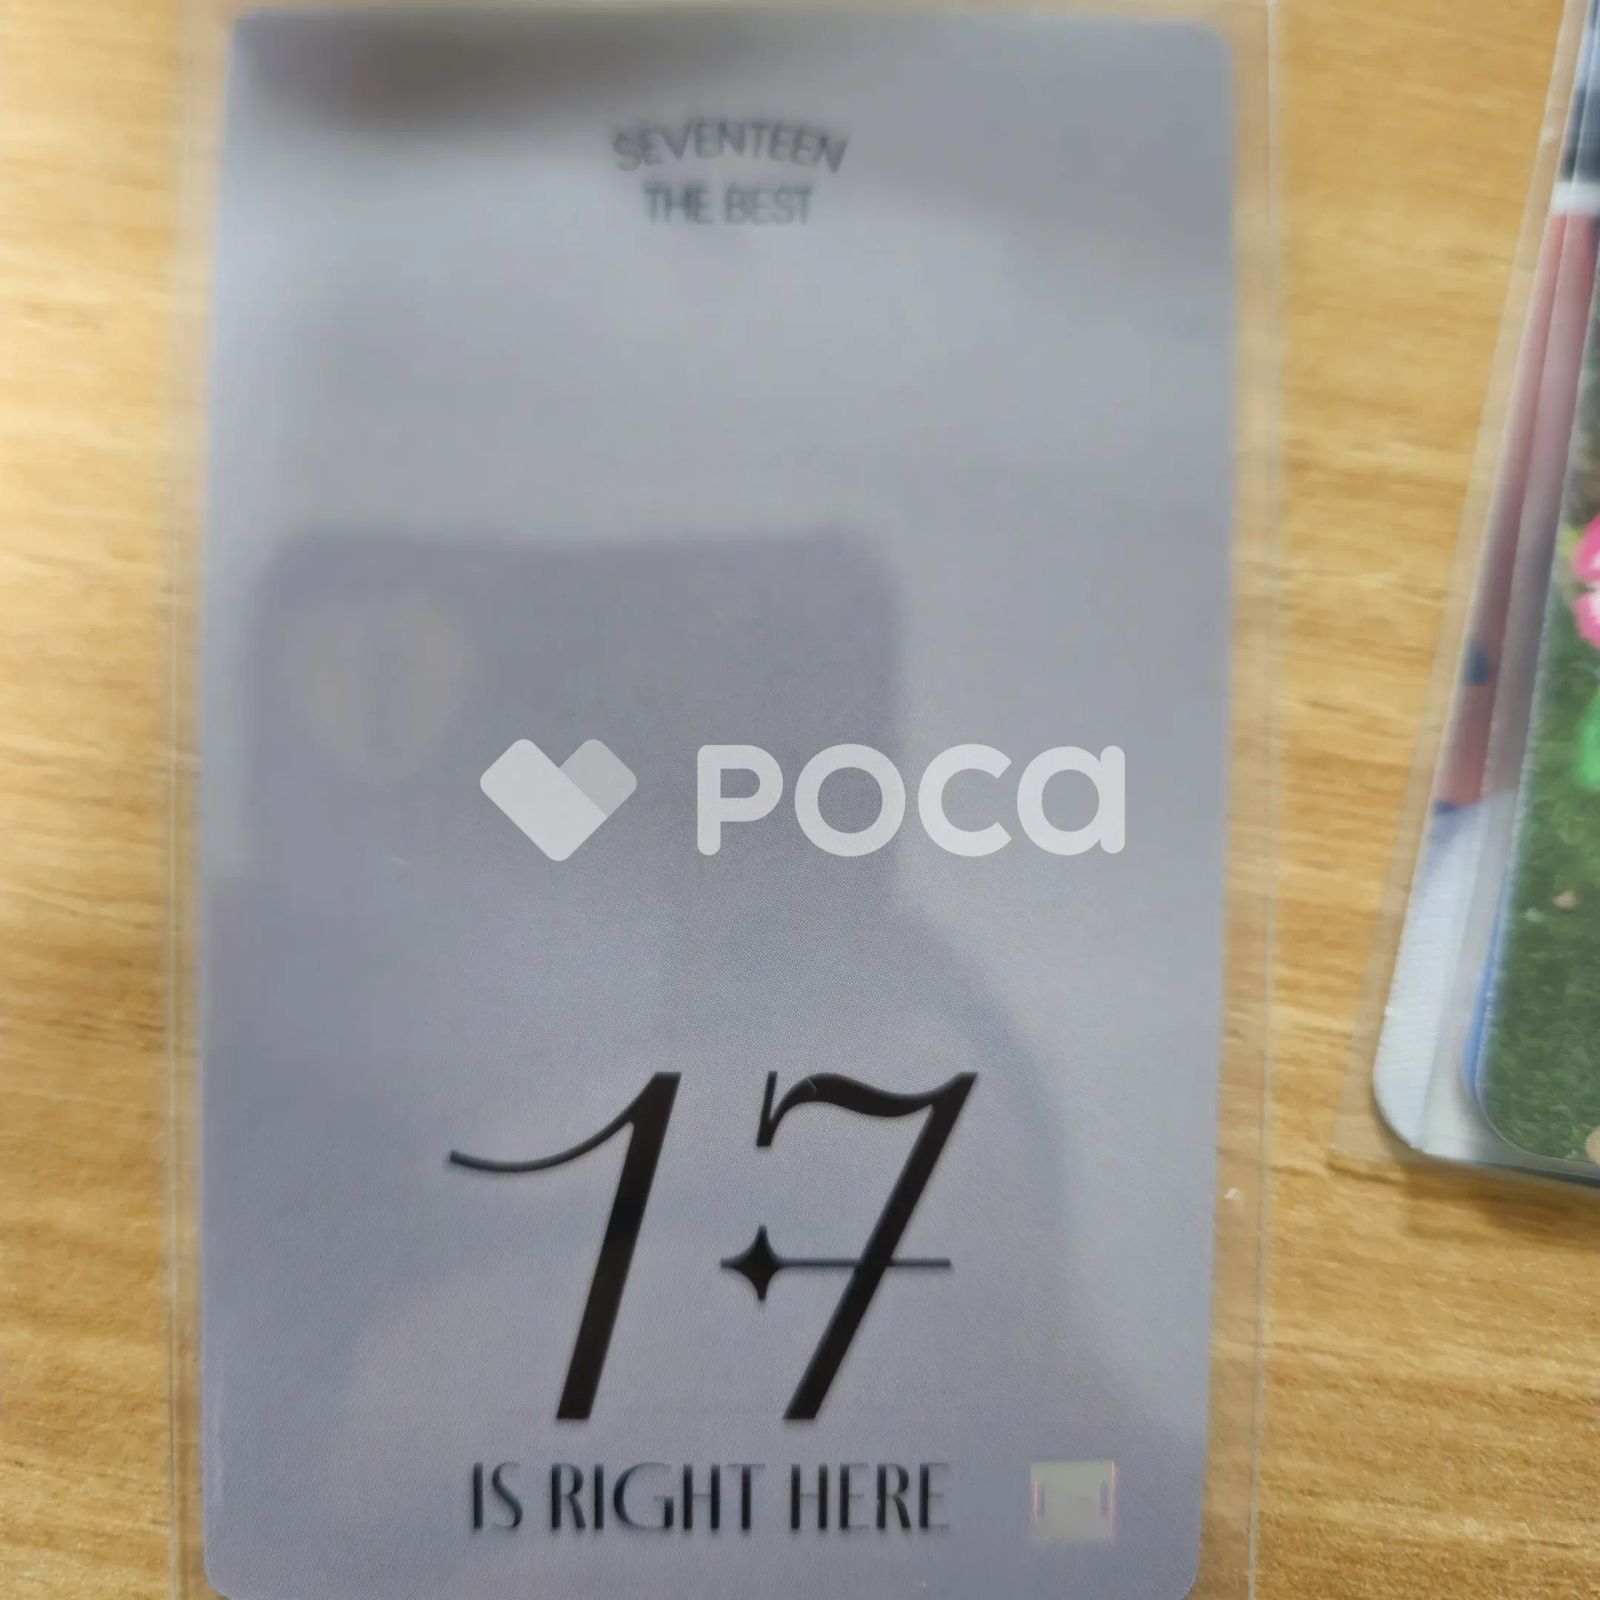 SEVENTEEN
THE BEST
POCA
17
IS RIGHT HERE